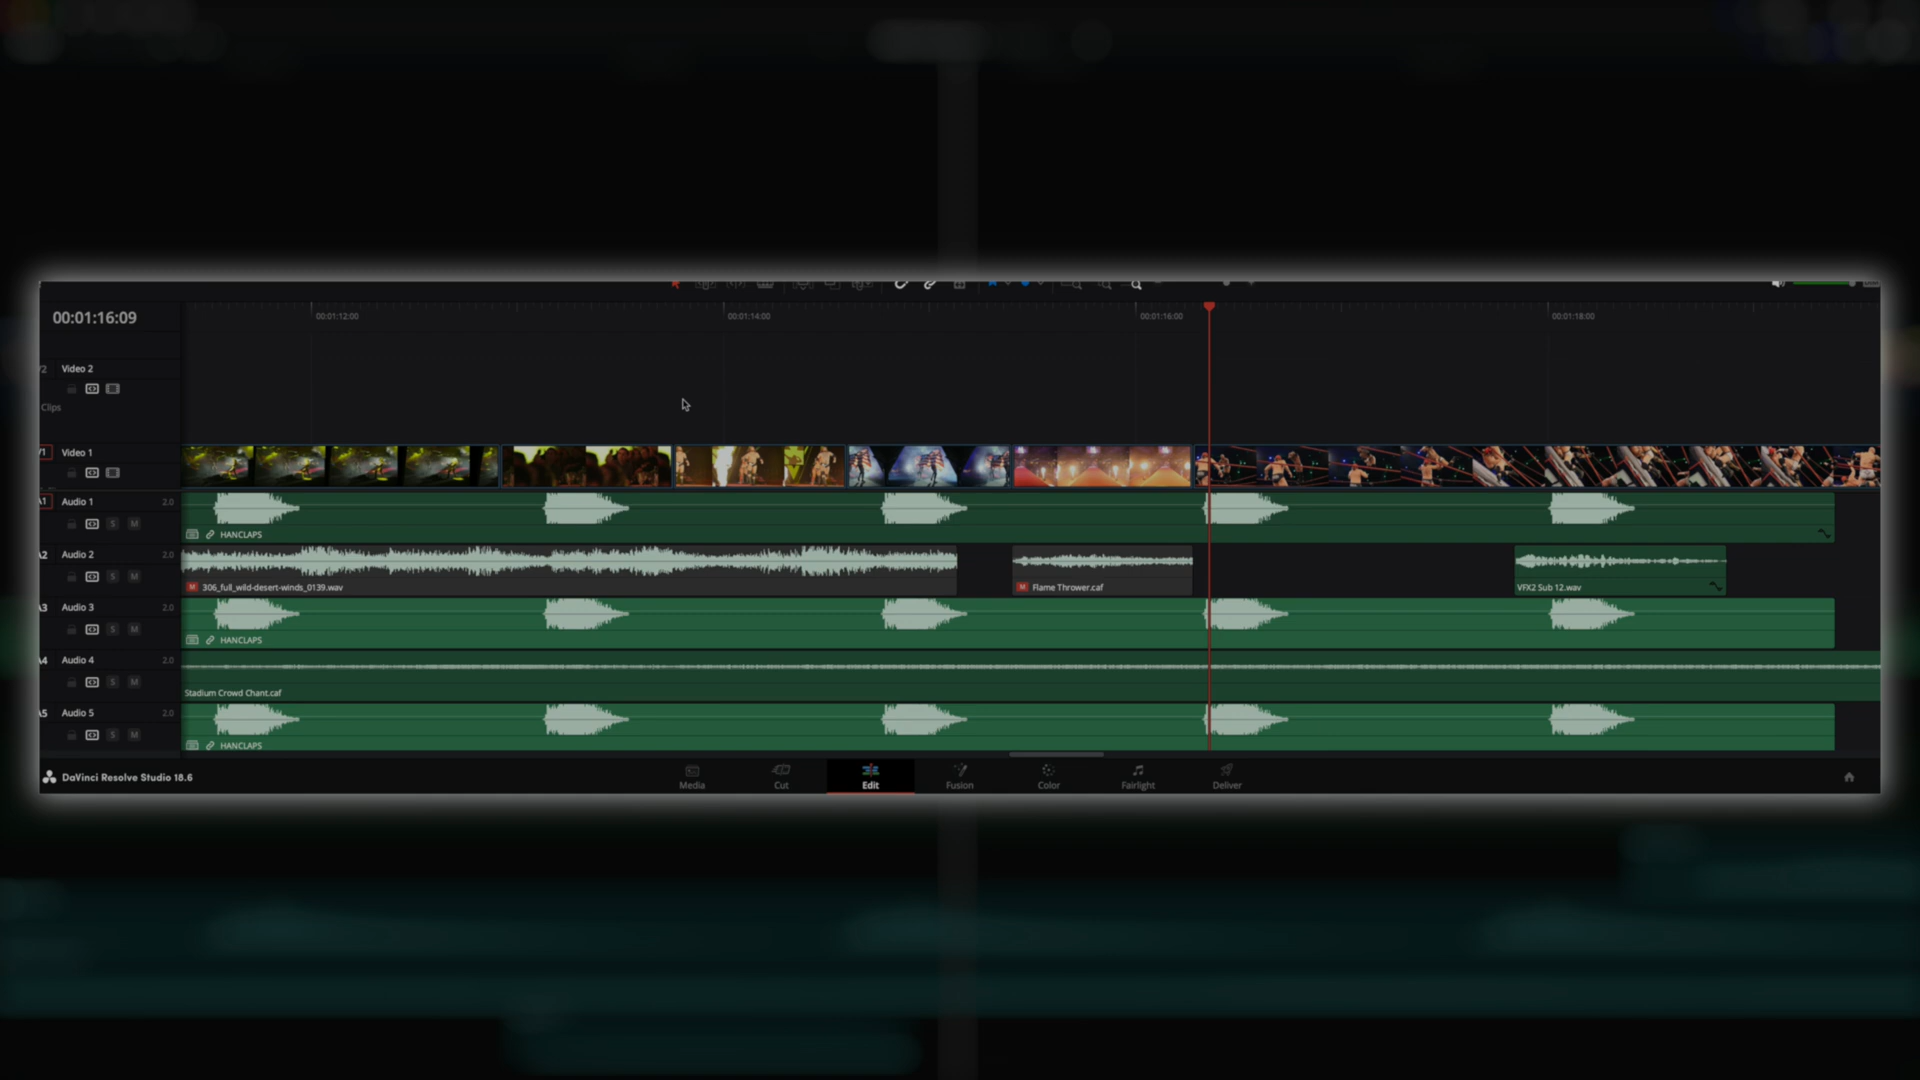 00:01:16:09
00:01:12:00
00:01:14:00
00:01:16:00
00:01:18:00
Video 2
Clips
Video 1
Audio 1 2.0
S M
HANCLAPS
Audio 2
S M
M 306_full_wild-desert-winds_0139.wav
M Flame Thrower.caf
VFX2 Sub 12.wav
Audio 3 2.0
S M
HANCLAPS
Audio 4 2.0
S M
Stadium Crowd Chant.caf
Audio 5 2.0
S M
HANCLAPS
DaVinci Resolve Studio 18.6
Media
Cut
Edit
Fusion
Color
Fairlight
Deliver